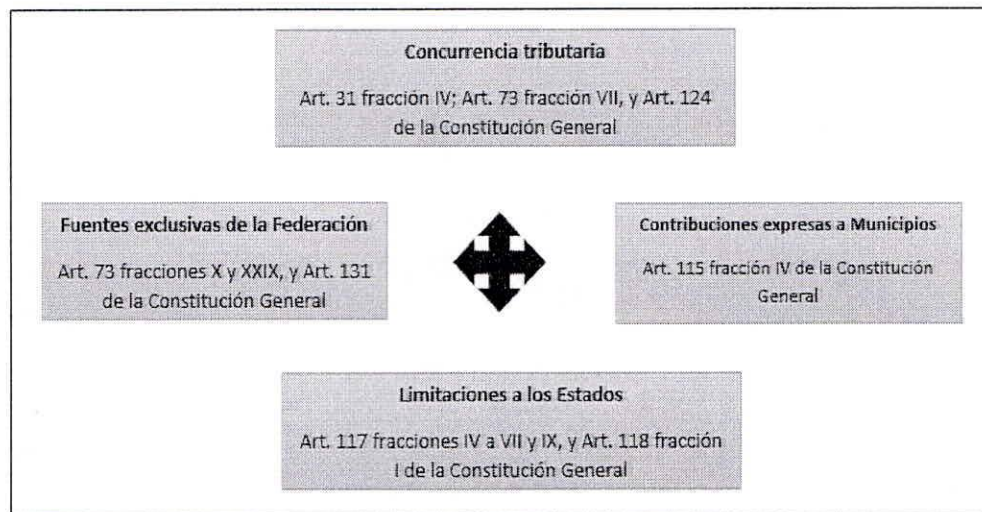 Concurrencia tributaria
Art. 31 fracción IV; Art. 73 fracción VII, y Art. 124
de la Constitución General
Fuentes exclusivas de la Federación
Art. 73 fracciones X y XXIX, y Art. 131
de la Constitución General
Contribuciones expresas a Municipios
Art. 115 fracción IV de la Constitución
General
Limitaciones a los Estados
Art. 117 fracciones IV a VII y IX, y Art. 118 fracción
I de la Constitución General